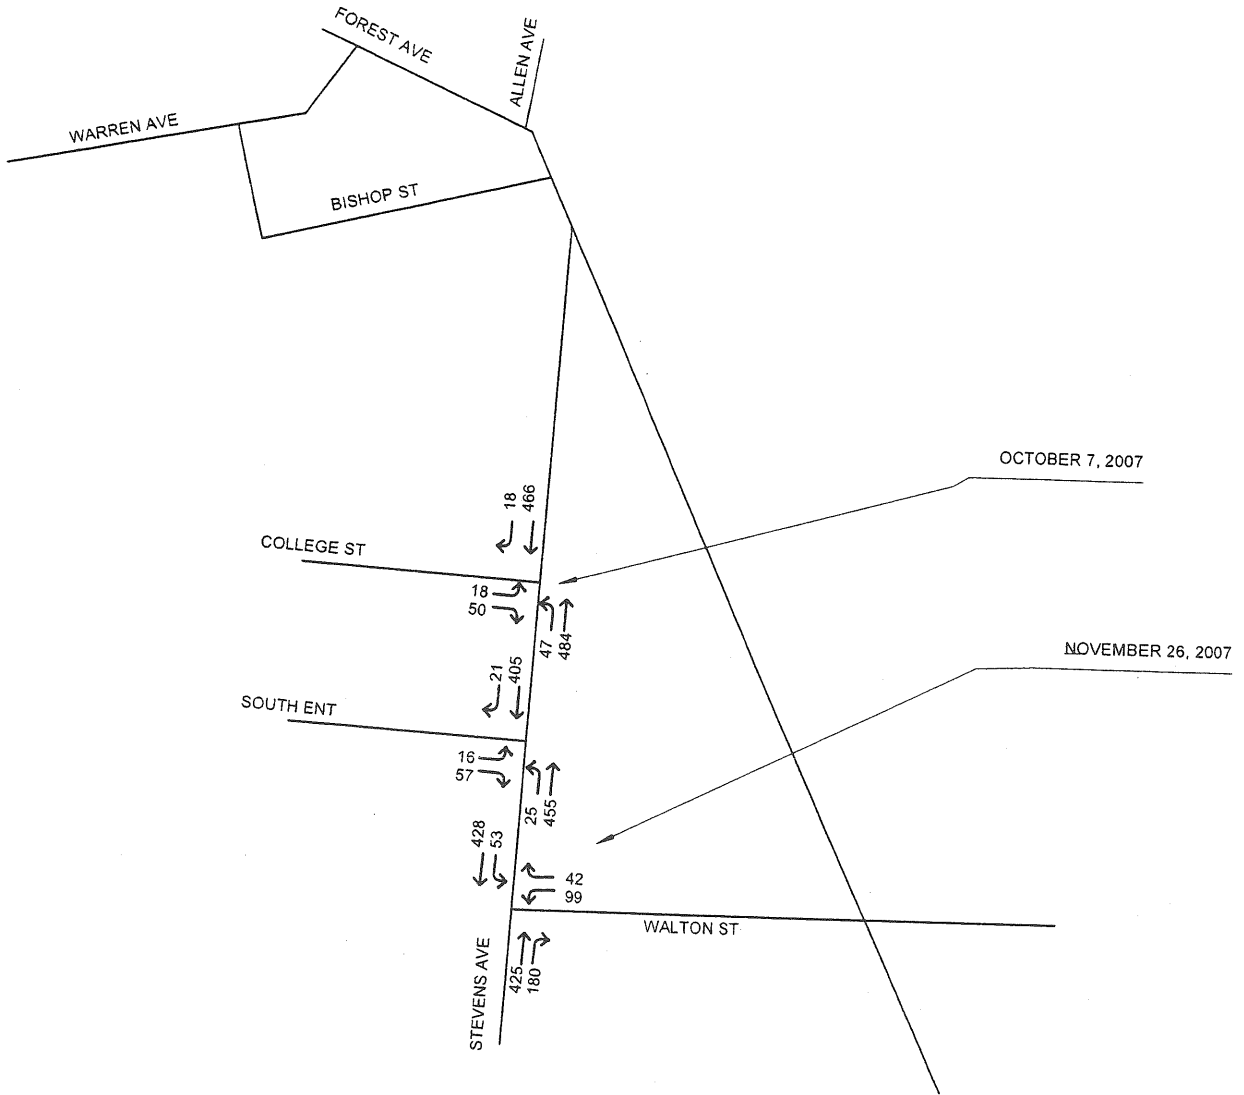 FOREST AVE
ALLEN AVE
WARREN AVE
BISHOP ST
OCTOBER 7, 2007
18
466
COLLEGE ST
18
50
47
484
NOVEMBER 26, 2007
21
405
SOUTH ENT
16
57
25
455
428
53
42
99
WALTON ST
STEVENS AVE
425
180